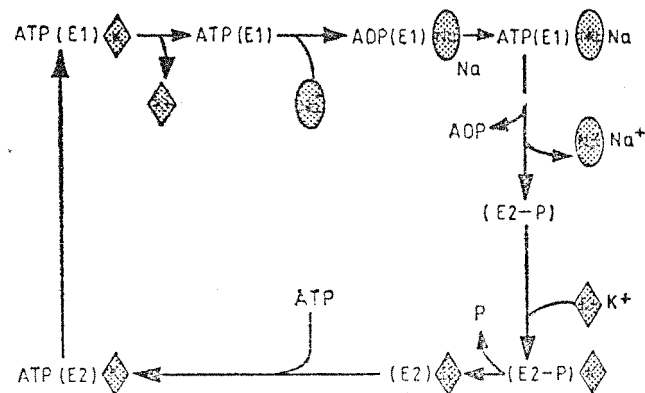 ATP(E1) ATP(E1) ADP(E1) ATP(E1) Na
Na
ADP Na+
(E2-P)
ATP P K+
ATP(E2) (E2) (E2-P)